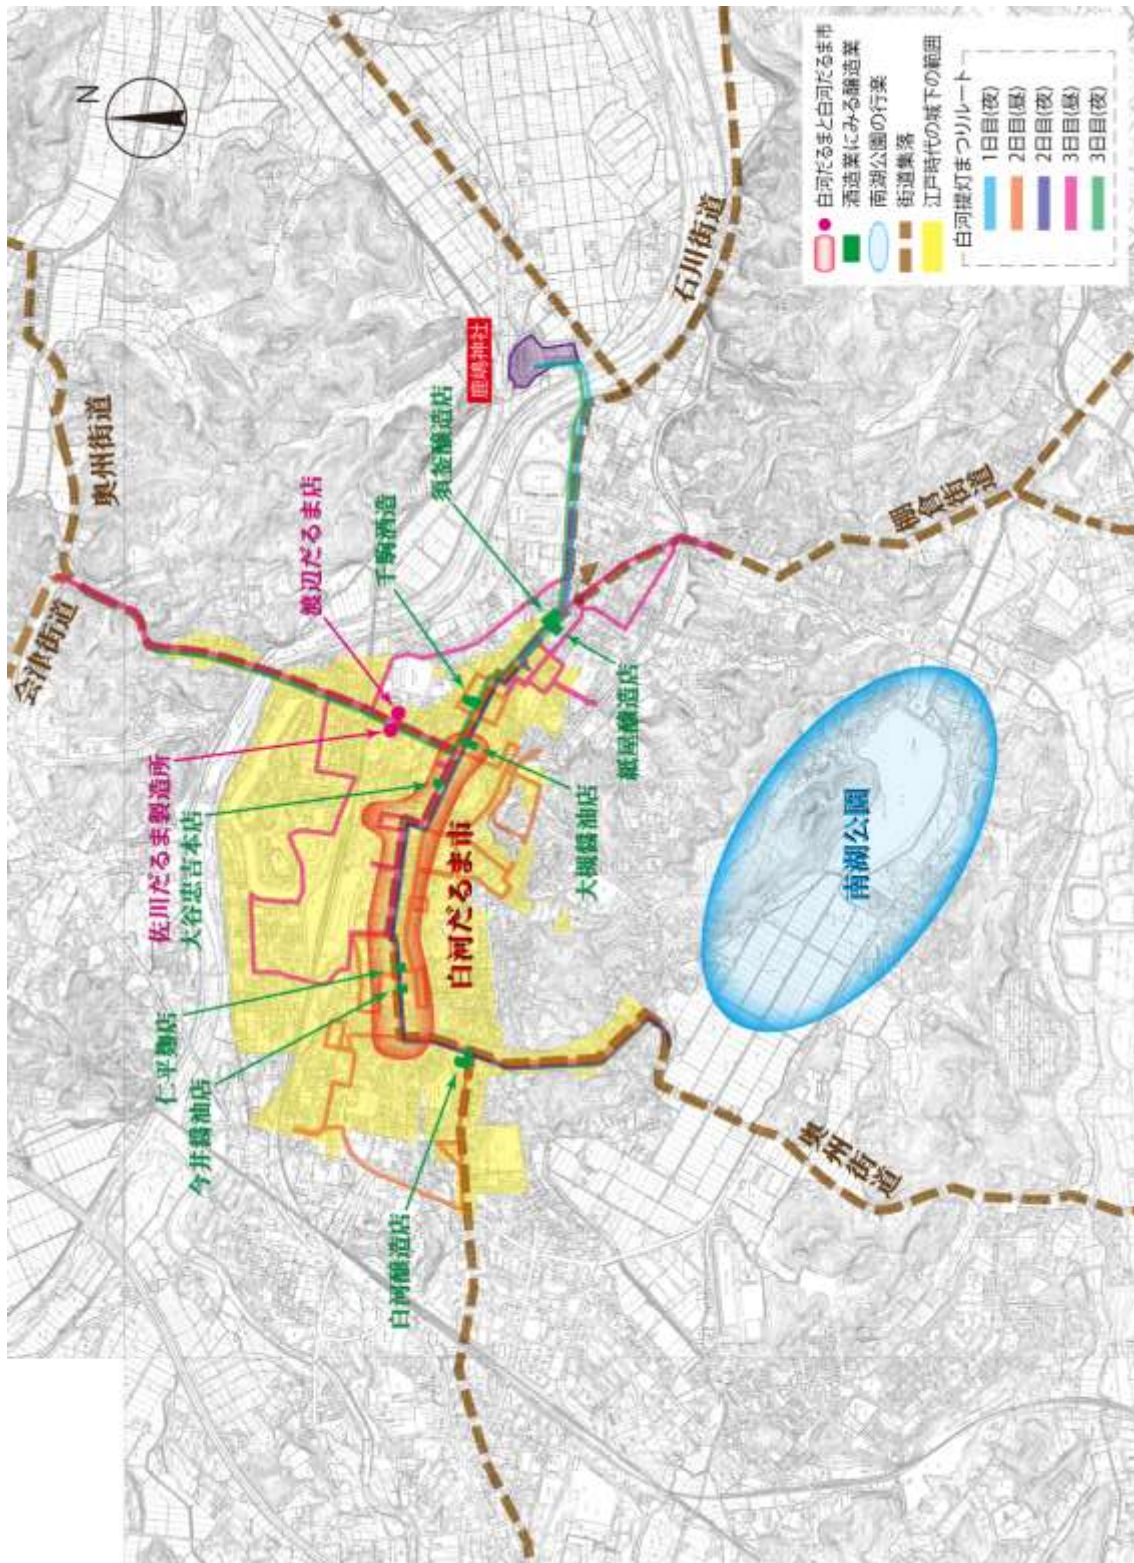 N
白河だるまと白河だるま市
酒造業にみる醸造業
南湖公園の行楽
街道集落
江戸時代の城下の範囲
白河提灯まつりルート
1日目(夜)
2日目(昼)
2日目(夜)
3日目(昼)
3日目(夜)
会津街道
奥州街道
石川街道
棚倉街道
奥州街道
鹿嶋神社
渡辺だるま店
佐川だるま製造所
大谷忠吉本店
千駒酒造
須釜醸造店
仁平麹店
今井醤油店
白河醸造店
大槻醤油店
紙屋醸造店
白河だるま市
南湖公園